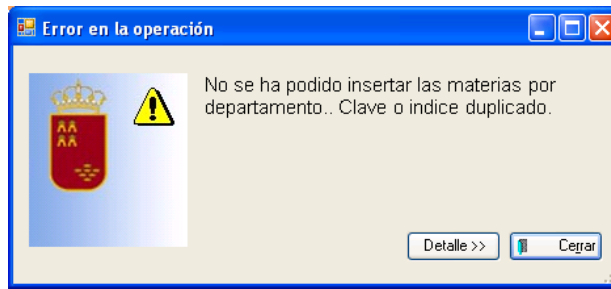 Error en la operación
No se ha podido insertar las materias por
departamento.. Clave o indice duplicado.
Detalle >>
Cerrar